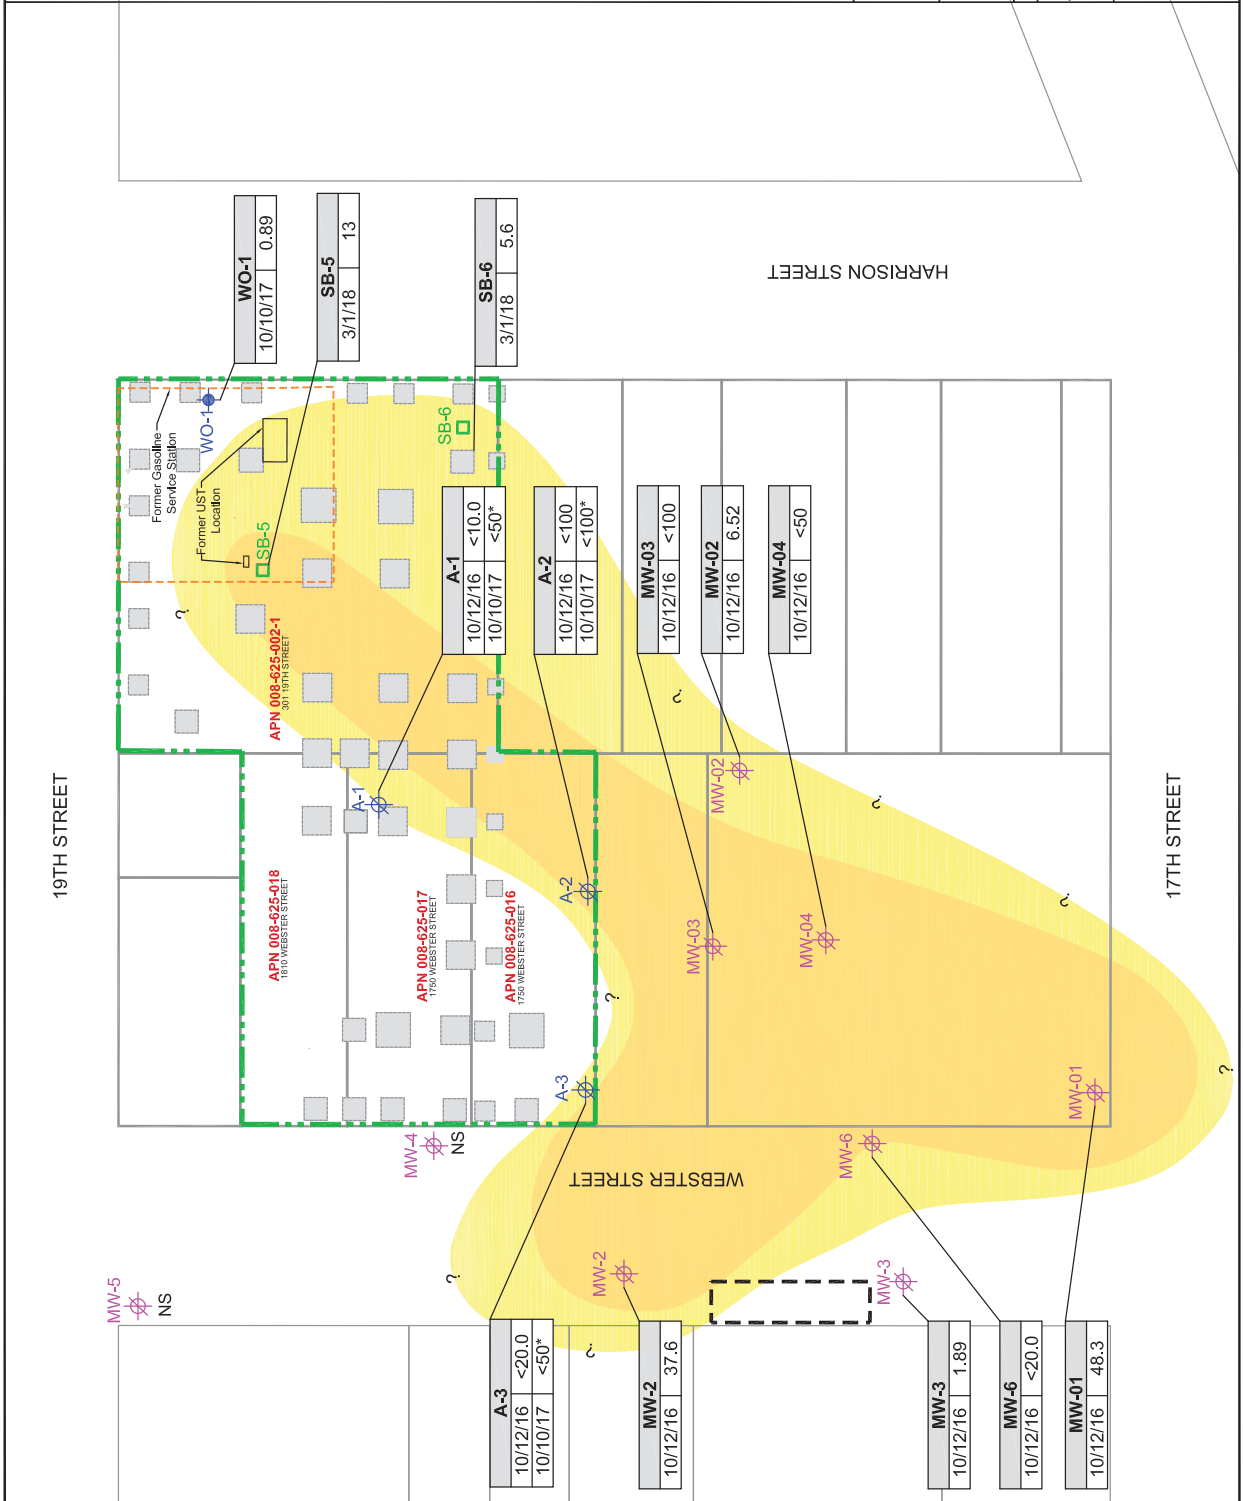 19TH STREET
17TH STREET
HARRISON STREET
WEBSTER STREET
WO-1
10/10/17 0.89
SB-5
3/1/18 13
SB-6
3/1/18 5.6
A-1
10/12/16 <10.0
10/10/17 <50*
A-2
10/12/16 <100
10/10/17 <100*
MW-03
10/12/16 <100
MW-02
10/12/16 6.52
MW-04
10/12/16 <50
A-3
10/12/16 <20.0
10/10/17 <50*
MW-2
10/12/16 37.6
MW-3
10/12/16 1.89
MW-6
10/12/16 <20.0
MW-01
10/12/16 48.3
Former Gasoline
Service Station
WO-1
Former UST
Location
SB-5
SB-6
APN 008-625-002-1
301 19TH STREET
APN 008-625-018
1810 WEBSTER STREET
APN 008-625-017
1750 WEBSTER STREET
APN 008-625-016
1750 WEBSTER STREET
A-1
A-2
A-3
MW-02
MW-03
MW-04
MW-01
MW-6
MW-3
MW-2
MW-4
NS
MW-5
NS
?
?
?
?
?
?
?
?